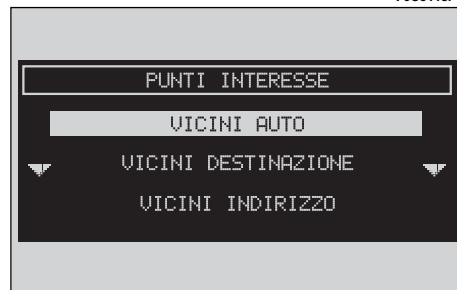 PUNTI INTERESSE
VICINI AUTO
VICINI DESTINAZIONE
VICINI INDIRIZZO